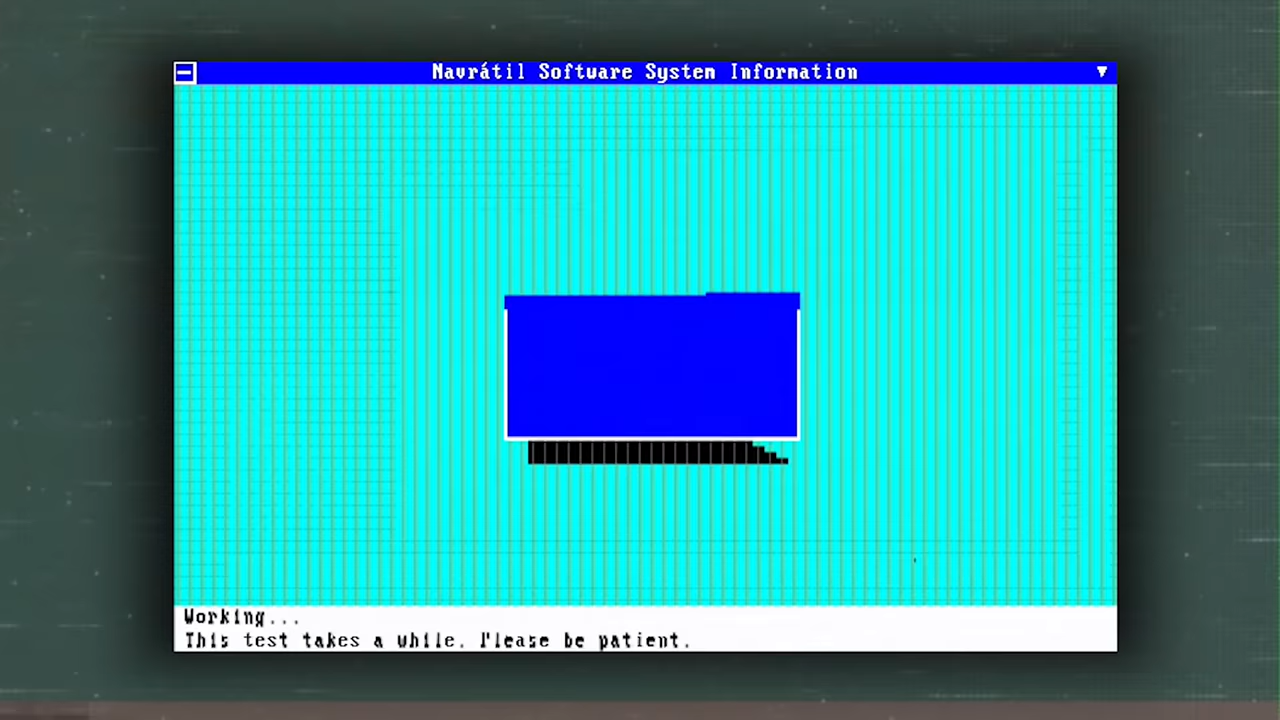 Navrátil Software System Information
Working...
This test takes a while. Please be patient.